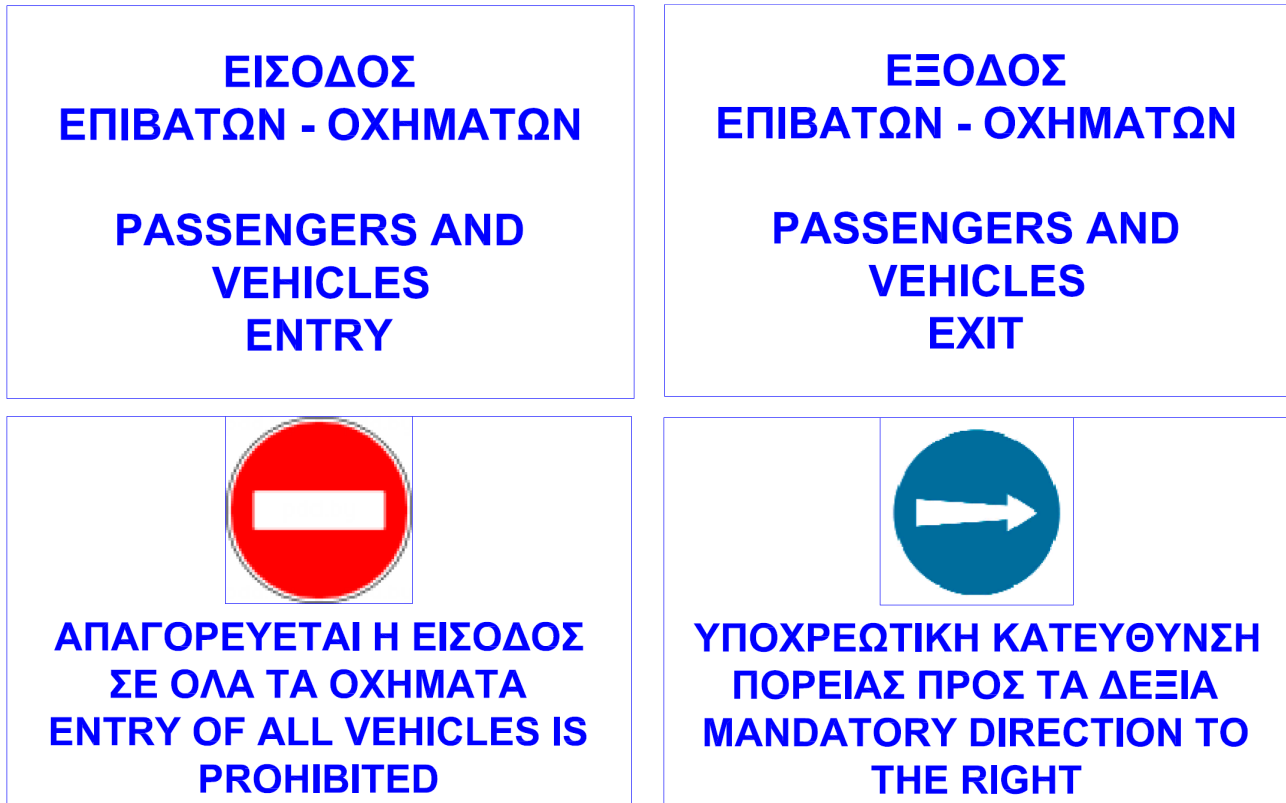 ΕΙΣΟΔΟΣ
ΕΠΙΒΑΤΩΝ - ΟΧΗΜΑΤΩΝ
PASSENGERS AND
VEHICLES
ENTRY
ΕΞΟΔΟΣ
ΕΠΙΒΑΤΩΝ - ΟΧΗΜΑΤΩΝ
PASSENGERS AND
VEHICLES
EXIT
ΑΠΑΓΟΡΕΥΕΤΑΙ Η ΕΙΣΟΔΟΣ
ΣΕ ΟΛΑ ΤΑ ΟΧΗΜΑΤΑ
ENTRY OF ALL VEHICLES IS
PROHIBITED
ΥΠΟΧΡΕΩΤΙΚΗ ΚΑΤΕΥΘΥΝΣΗ
ΠΟΡΕΙΑΣ ΠΡΟΣ ΤΑ ΔΕΞΙΑ
MANDATORY DIRECTION TO
THE RIGHT